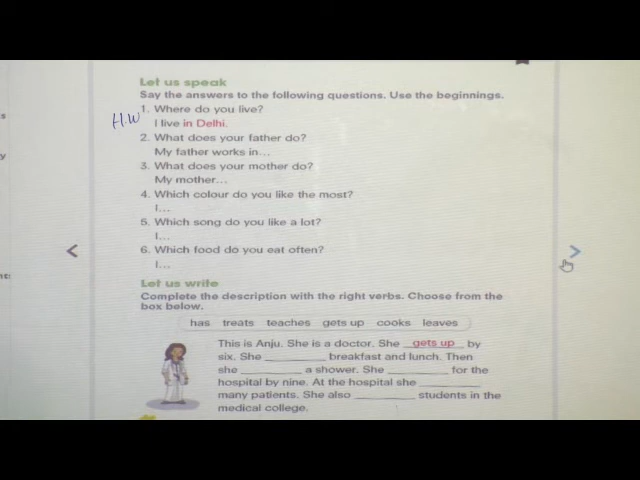 Let us speak
Say the answers to the following questions. Use the beginnings.
H.W
1. Where do you live?
I live in Delhi.
2. What does your father do?
My father works in...
3. What does your mother do?
My mother...
4. Which colour do you like the most?
I...
5. Which song do you like a lot?
I...
6. Which food do you eat often?
I...
Let us write
Complete the description with the right verbs. Choose from the
box below.
has treats teaches gets up cooks leaves
This is Anju. She is a doctor. She gets up by
six. She ________ breakfast and lunch. Then
she ________ a shower. She ________ for the
hospital by nine. At the hospital she ________
many patients. She also ________ students in the
medical college.